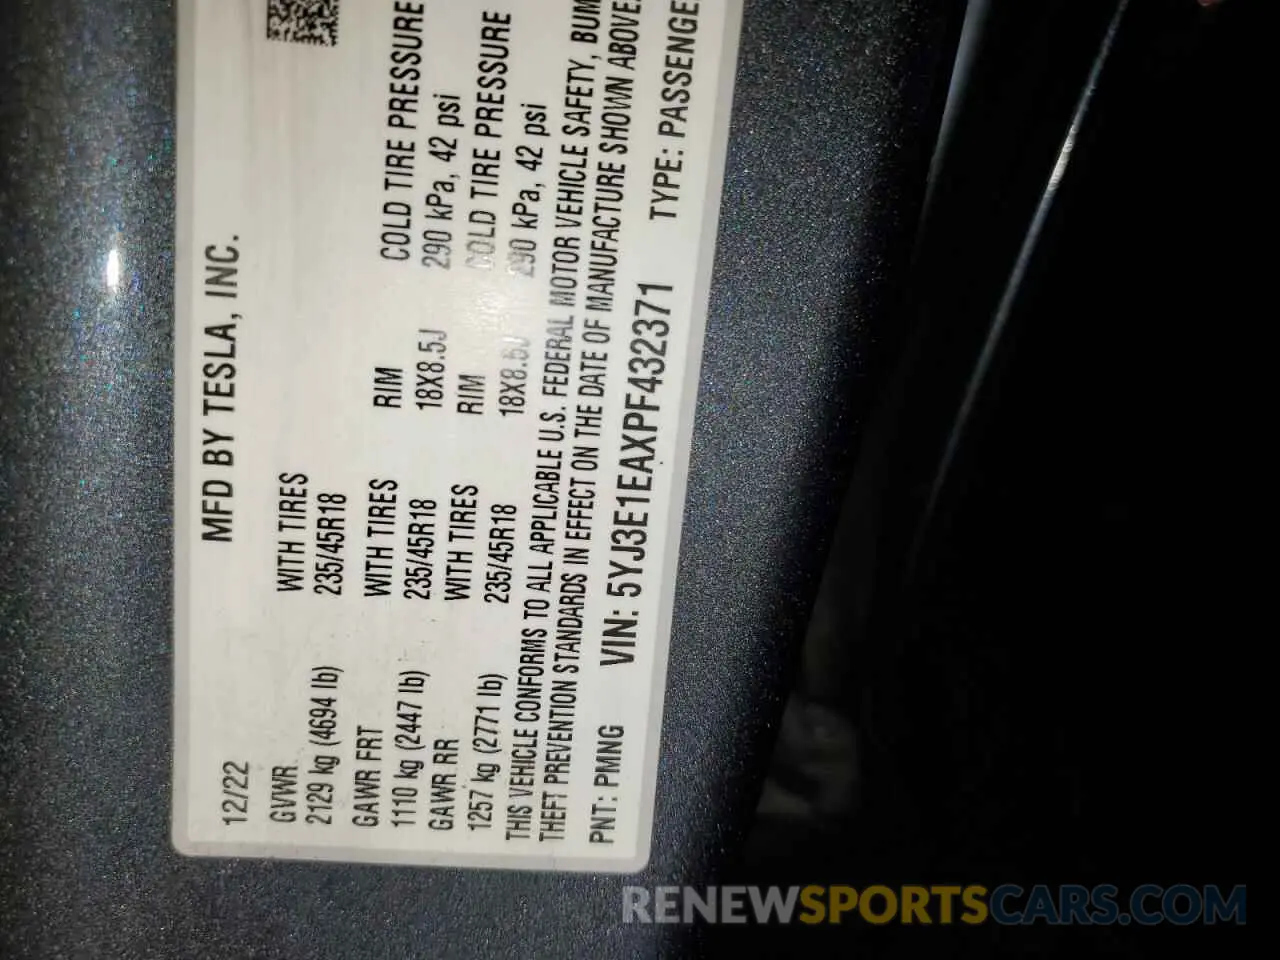 12/22 MFD BY TESLA, INC.
GVWR WITH TIRES
2129 kg (4694 lb) 235/45R18
GAWR FRT WITH TIRES RIM COLD TIRE PRESSURE
1110 kg (2447 lb) 235/45R18 18X8.5J 290 kPa, 42 psi
GAWR RR WITH TIRES RIM COLD TIRE PRESSURE
1257 kg (2771 lb) 235/45R18 18X8.5J 290 kPa, 42 psi
THIS VEHICLE CONFORMS TO ALL APPLICABLE U.S. FEDERAL MOTOR VEHICLE SAFETY, BUM
THEFT PREVENTION STANDARDS IN EFFECT ON THE DATE OF MANUFACTURE SHOWN ABOVE.
PNT: PMNG VIN: 5YJ3E1EAXPF432371 TYPE: PASSENGE
RENEWSPORTSCARS.COM